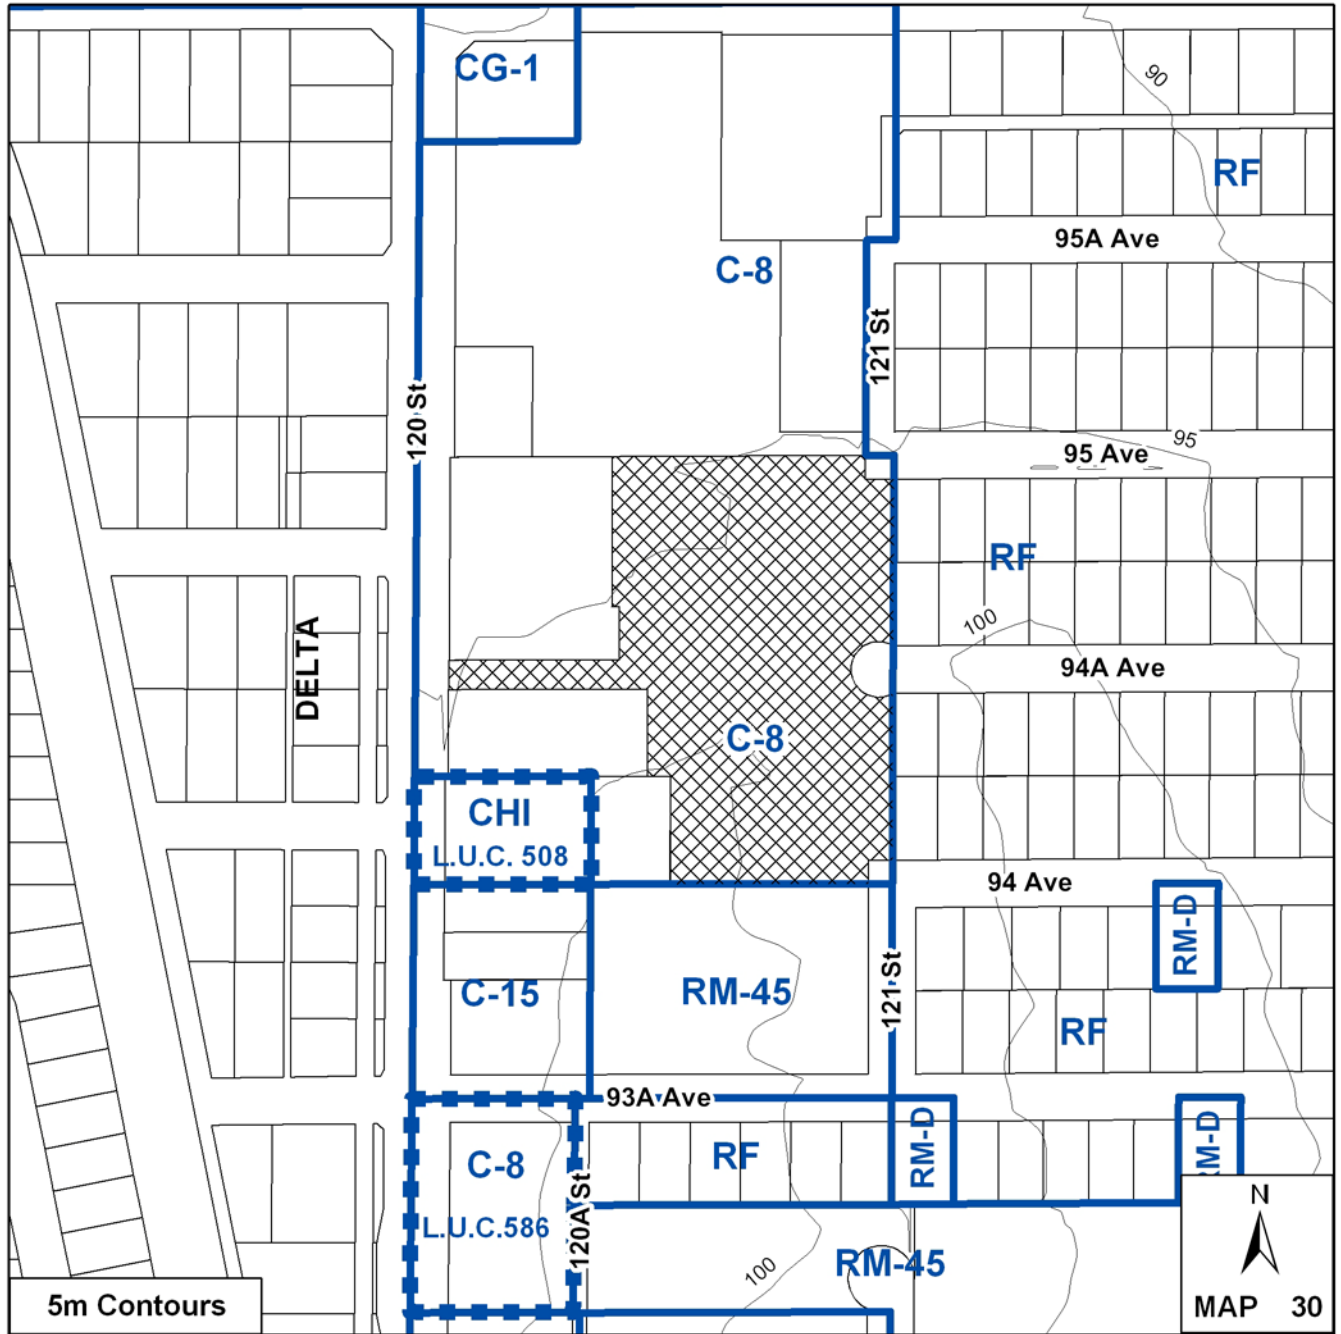 CG-1
90
RF
95A Ave
C-8
121 St
120 St
95
95 Ave
RF
100
DELTA
94A Ave
C-8
CHI
L.U.C. 508
94 Ave
RM-D
C-15
RM-45
121 St
RF
93A Ave
RM-D
RM-D
C-8
RF
L.U.C.586
120A St
N
100
RM-45
5m Contours
MAP 30